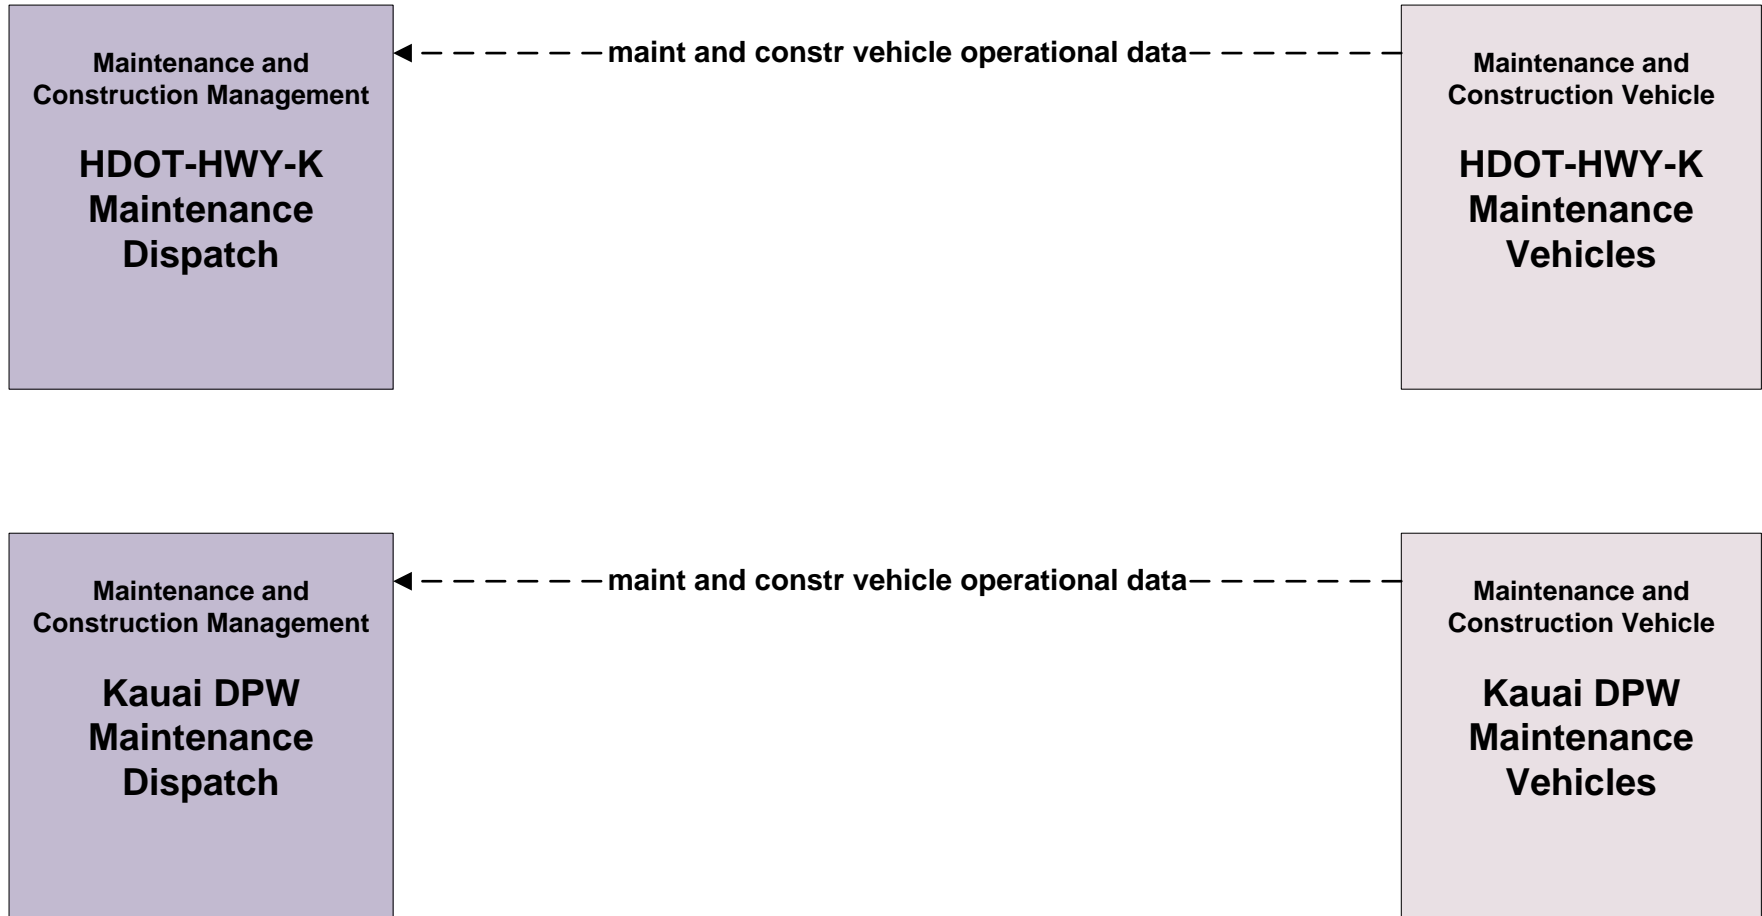 Maintenance and
Construction Management
HDOT-HWY-K
Maintenance
Dispatch
maint and constr vehicle operational data
Maintenance and
Construction Vehicle
HDOT-HWY-K
Maintenance
Vehicles
Maintenance and
Construction Management
Kauai DPW
Maintenance
Dispatch
maint and constr vehicle operational data
Maintenance and
Construction Vehicle
Kauai DPW
Maintenance
Vehicles